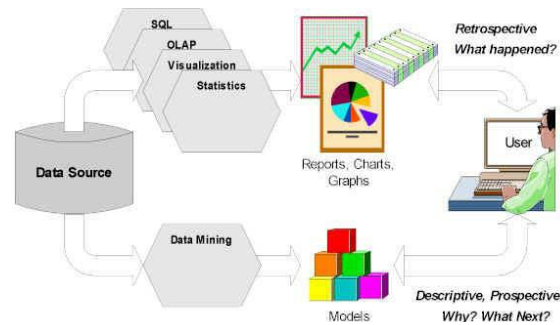 SQL
OLAP
Visualization
Statistics
Retrospective
What happened?
Reports, Charts,
Graphs
User
Data Source
Data Mining
Models
Descriptive, Prospective
Why? What Next?